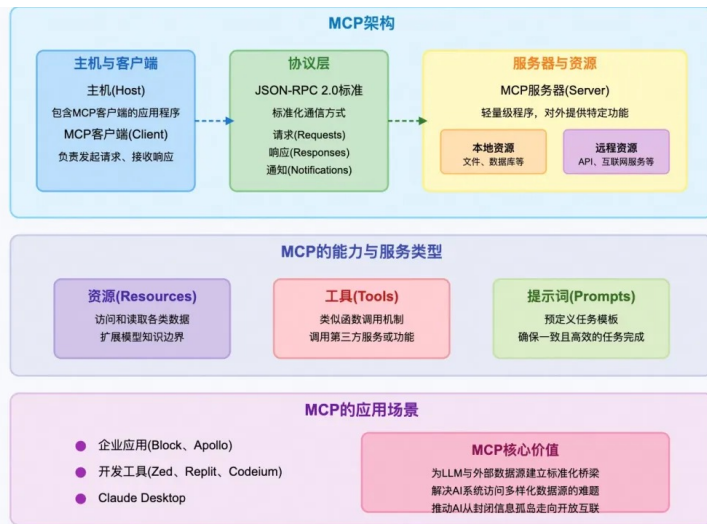 MCP架构
主机与客户端
主机(Host)
包含MCP客户端的应用程序
MCP客户端(Client)
负责发起请求、接收响应
协议层
JSON-RPC 2.0标准
标准化通信方式
请求(Requests)
响应(Responses)
通知(Notifications)
服务器与资源
MCP服务器(Server)
轻量级程序，对外提供特定功能
本地资源
文件、数据库等
远程资源
API、互联网服务等
MCP的能力与服务类型
资源(Resources)
访问和读取各类数据
扩展模型知识边界
工具(Tools)
类似函数调用机制
调用第三方服务或功能
提示词(Prompts)
预定义任务模板
确保一致且高效的任务完成
MCP的应用场景
企业应用(Block、Apollo)
开发工具(Zed、Replit、Codeium)
Claude Desktop
MCP核心价值
为LLM与外部数据源建立标准化桥梁
解决AI系统访问多样化数据源的难题
推动AI从封闭信息孤岛走向开放互联